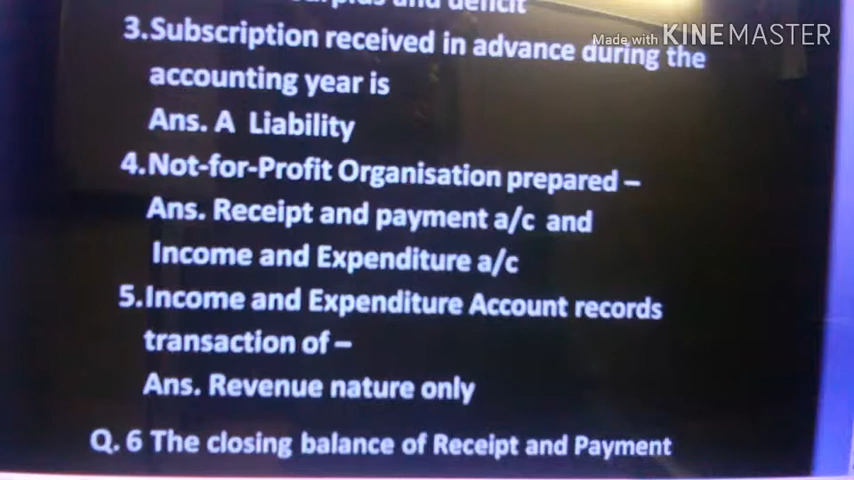 and deficit
Made with KINEMASTER
3.Subscription received in advance during the
accounting year is
Ans. A Liability
4.Not-for-Profit Organisation prepared –
Ans. Receipt and payment a/c and
Income and Expenditure a/c
5.Income and Expenditure Account records
transaction of –
Ans. Revenue nature only
Q. 6 The closing balance of Receipt and Payment